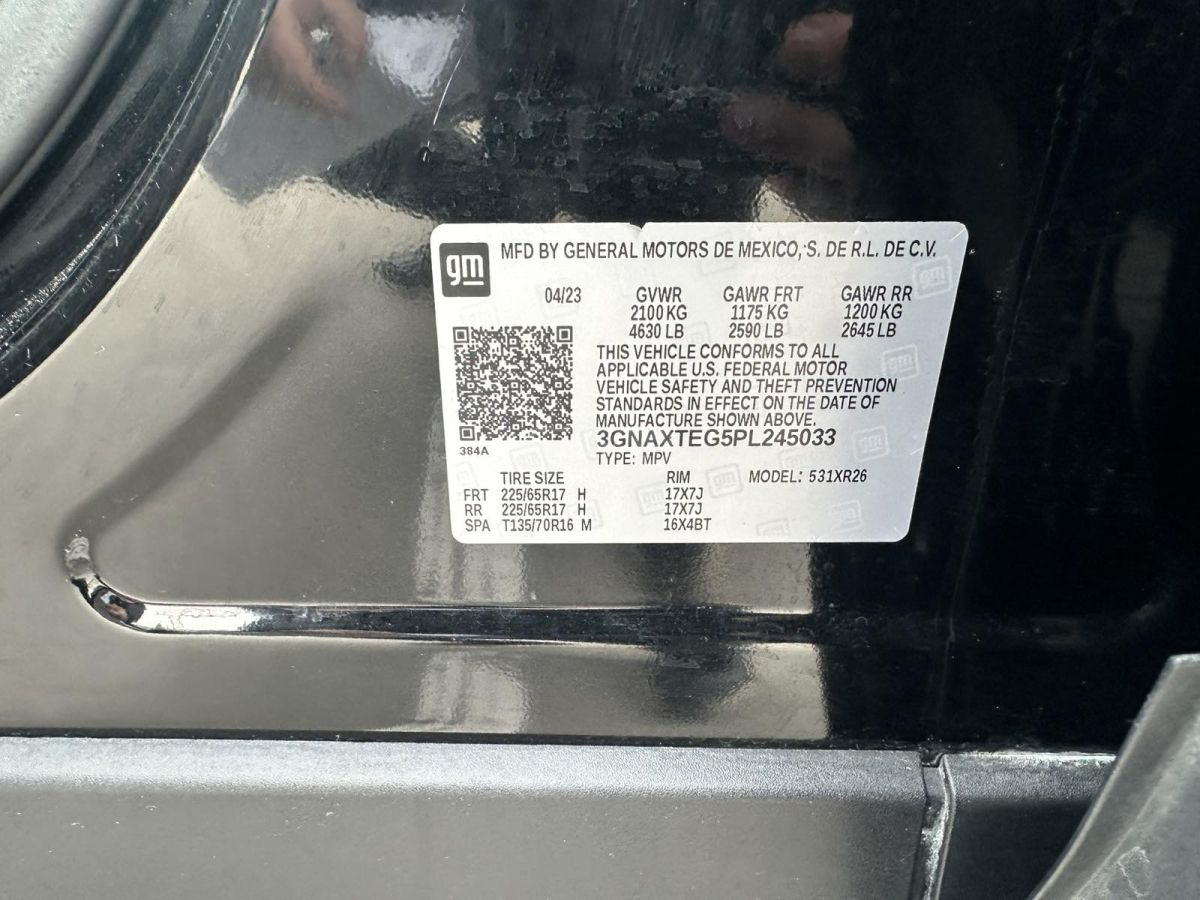 gm MFD BY GENERAL MOTORS DE MEXICO, S. DE R.L. DE C.V.
04/23 GVWR GAWR FRT GAWR RR
2100 KG 1175 KG 1200 KG
4630 LB 2590 LB 2645 LB
THIS VEHICLE CONFORMS TO ALL
APPLICABLE U.S. FEDERAL MOTOR
VEHICLE SAFETY AND THEFT PREVENTION
STANDARDS IN EFFECT ON THE DATE OF
MANUFACTURE SHOWN ABOVE.
3GNAXTEG5PL245033
384A TYPE: MPV
TIRE SIZE RIM MODEL: 531XR26
FRT 225/65R17 H 17X7J
RR 225/65R17 H 17X7J
SPA T135/70R16 M 16X4BT